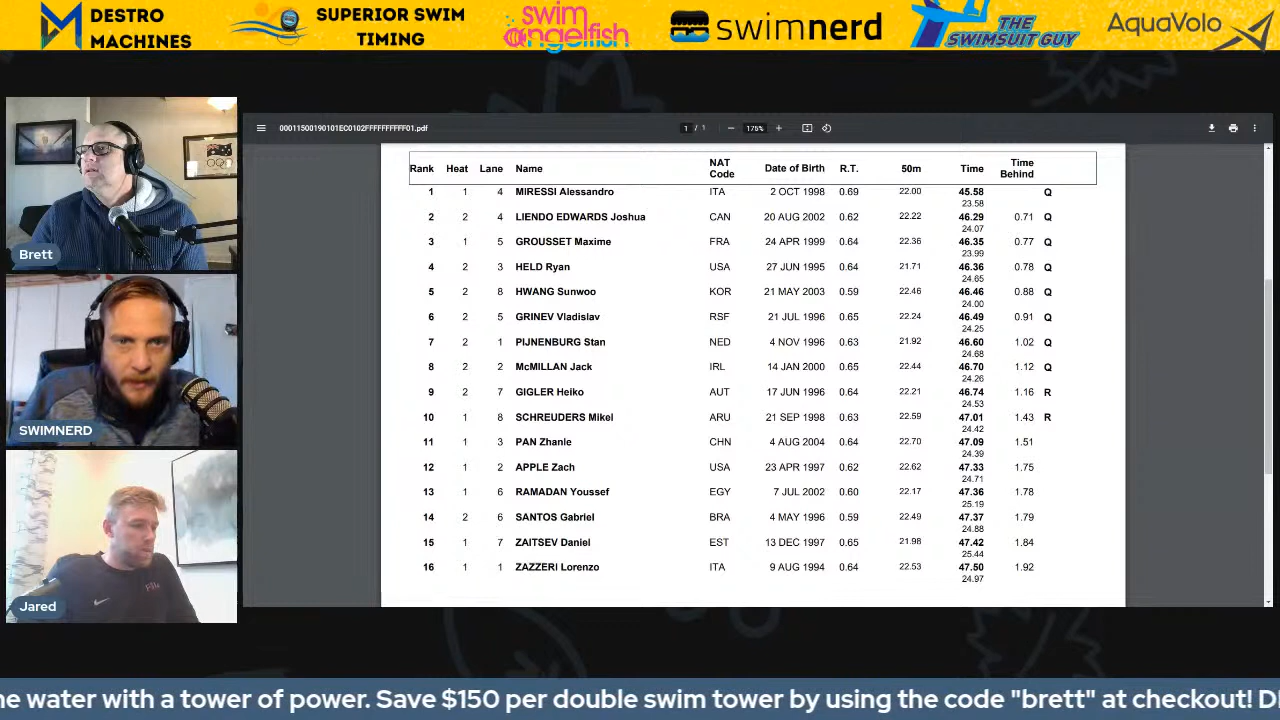 DESTRO
MACHINES
SUPERIOR SWIM
TIMING
swim
angelfish
swimnerd
THE
SWIMSUIT GUY
AquaVolo
Brett
SWIMNERD
Jared
00011500190101EC0102FFFFFFFFFF01.pdf
1 / 1
175%
Rank Heat Lane Name NAT Code Date of Birth R.T. 50m Time Time Behind
1 1 4 MIRESSI Alessandro ITA 2 OCT 1998 0.69 22.00 45.58 Q
23.58
2 2 4 LIENDO EDWARDS Joshua CAN 20 AUG 2002 0.62 22.22 46.29 0.71 Q
24.07
3 1 5 GROUSSET Maxime FRA 24 APR 1999 0.64 22.36 46.35 0.77 Q
23.99
4 2 3 HELD Ryan USA 27 JUN 1995 0.64 21.71 46.36 0.78 Q
24.65
5 2 8 HWANG Sunwoo KOR 21 MAY 2003 0.59 22.46 46.46 0.88 Q
24.00
6 2 5 GRINEV Vladislav RSF 21 JUL 1996 0.65 22.24 46.49 0.91 Q
24.25
7 2 1 PIJNENBURG Stan NED 4 NOV 1996 0.63 21.92 46.60 1.02 Q
24.68
8 2 2 McMILLAN Jack IRL 14 JAN 2000 0.65 22.44 46.70 1.12 Q
24.26
9 2 7 GIGLER Heiko AUT 17 JUN 1996 0.64 22.21 46.74 1.16 R
24.53
10 1 8 SCHREUDERS Mikel ARU 21 SEP 1998 0.63 22.59 47.01 1.43 R
24.42
11 1 3 PAN Zhanle CHN 4 AUG 2004 0.64 22.70 47.09 1.51
24.39
12 1 2 APPLE Zach USA 23 APR 1997 0.62 22.62 47.33 1.75
24.71
13 1 6 RAMADAN Youssef EGY 7 JUL 2002 0.60 22.17 47.36 1.78
25.19
14 2 6 SANTOS Gabriel BRA 4 MAY 1996 0.59 22.49 47.37 1.79
24.88
15 1 7 ZAITSEV Daniel EST 13 DEC 1997 0.65 21.98 47.42 1.84
25.44
16 1 1 ZAZZERI Lorenzo ITA 9 AUG 1994 0.64 22.53 47.50 1.92
24.97
he water with a tower of power. Save $150 per double swim tower by using the code "brett" at checkout! D